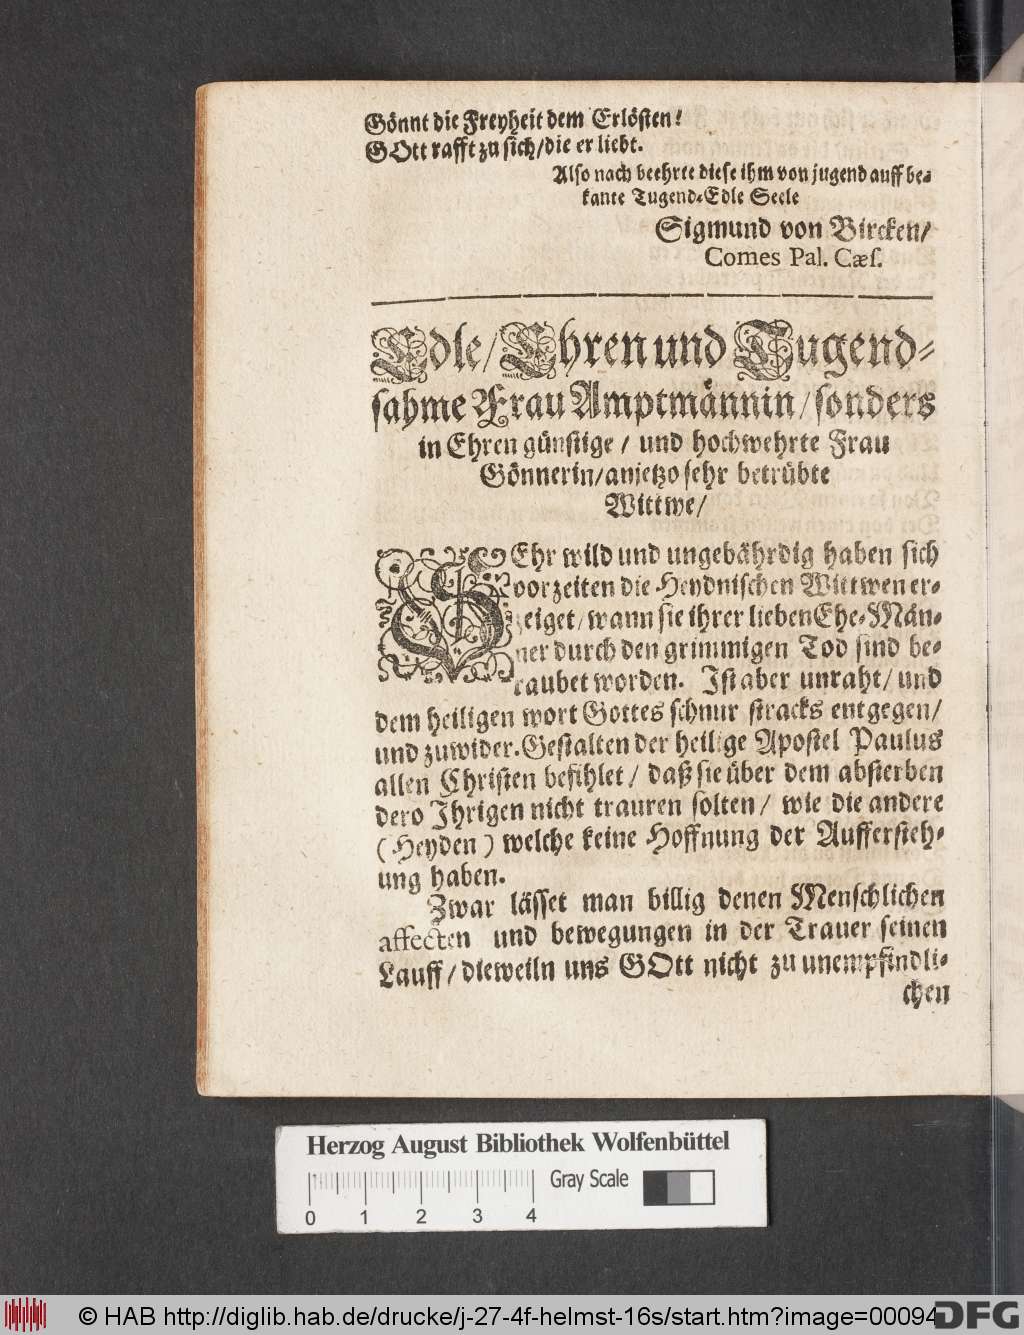 Gönnt die Freyheit dem Erlösten!
GOtt rafft zu sich/die er liebt.
Also nach beehrte diese ihm von jugend auff be-
kante Tugend-Edle Seele
Sigmund von Bircken/
Comes Pal. Cæſ.
Edle/Ehren und Tugend-
sahme Frau Amptmännin/sonders
in Ehren günstige / und hochwehrte Frau
Gönnerin/anjetzo sehr betrübte
Wittwe/
SEhr wild und ungebährdig haben sich
vorzeiten die Heydnischen Wittwen er-
zeiget/wann sie ihrer lieben Ehe-Män-
ner durch den grimmigen Tod sind be-
raubet worden. Ist aber unraht/ und
dem heiligen wort Gottes schnur stracks entgegen/
und zuwider. Gestalten der heilige Apostel Paulus
allen Christen befihlet/ daß sie über dem absterben
dero Ihrigen nicht trauren solten/ wie die andere
(Heyden) welche keine Hoffnung der Auffersteh-
ung haben.
Zwar lässet man billig denen Menschlichen
affecten und bewegungen in der Trauer seinen
Lauff/dieweiln uns GOtt nicht zu unempfindli-
chen
Herzog August Bibliothek Wolfenbüttel
Gray Scale
0 1 2 3 4
© HAB http://diglib.hab.de/drucke/j-27-4f-helmst-16s/start.htm?image=00094
DFG